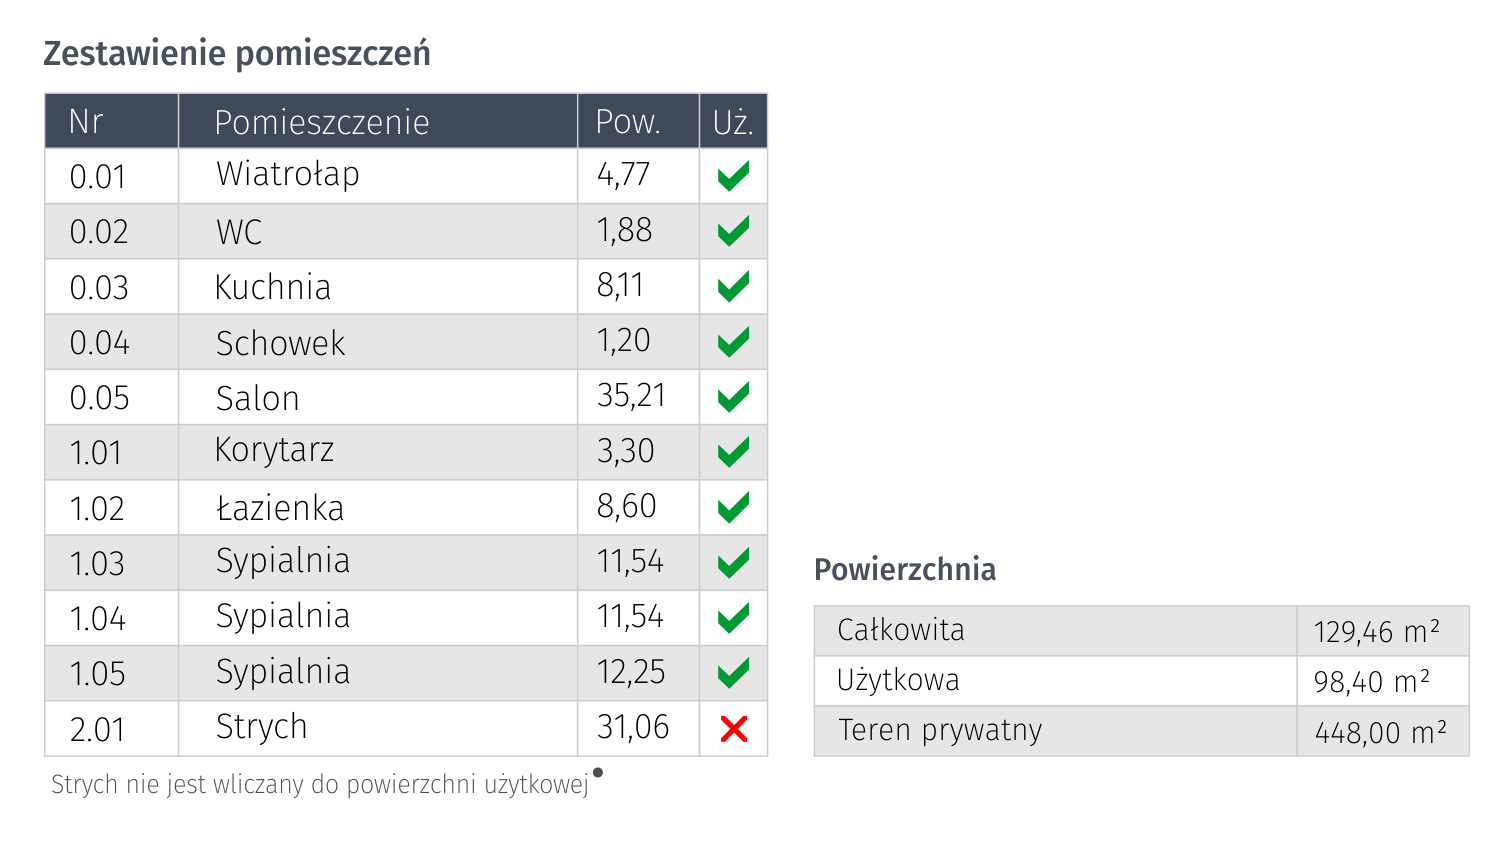 Zestawienie pomieszczeń
Nr Pomieszczenie Pow. Uż.
0.01 Wiatrołap 4,77
0.02 WC 1,88
0.03 Kuchnia 8,11
0.04 Schowek 1,20
0.05 Salon 35,21
1.01 Korytarz 3,30
1.02 Łazienka 8,60
1.03 Sypialnia 11,54
1.04 Sypialnia 11,54
1.05 Sypialnia 12,25
2.01 Strych 31,06
Strych nie jest wliczany do powierzchni użytkowej
Powierzchnia
Całkowita 129,46 m²
Użytkowa 98,40 m²
Teren prywatny 448,00 m²